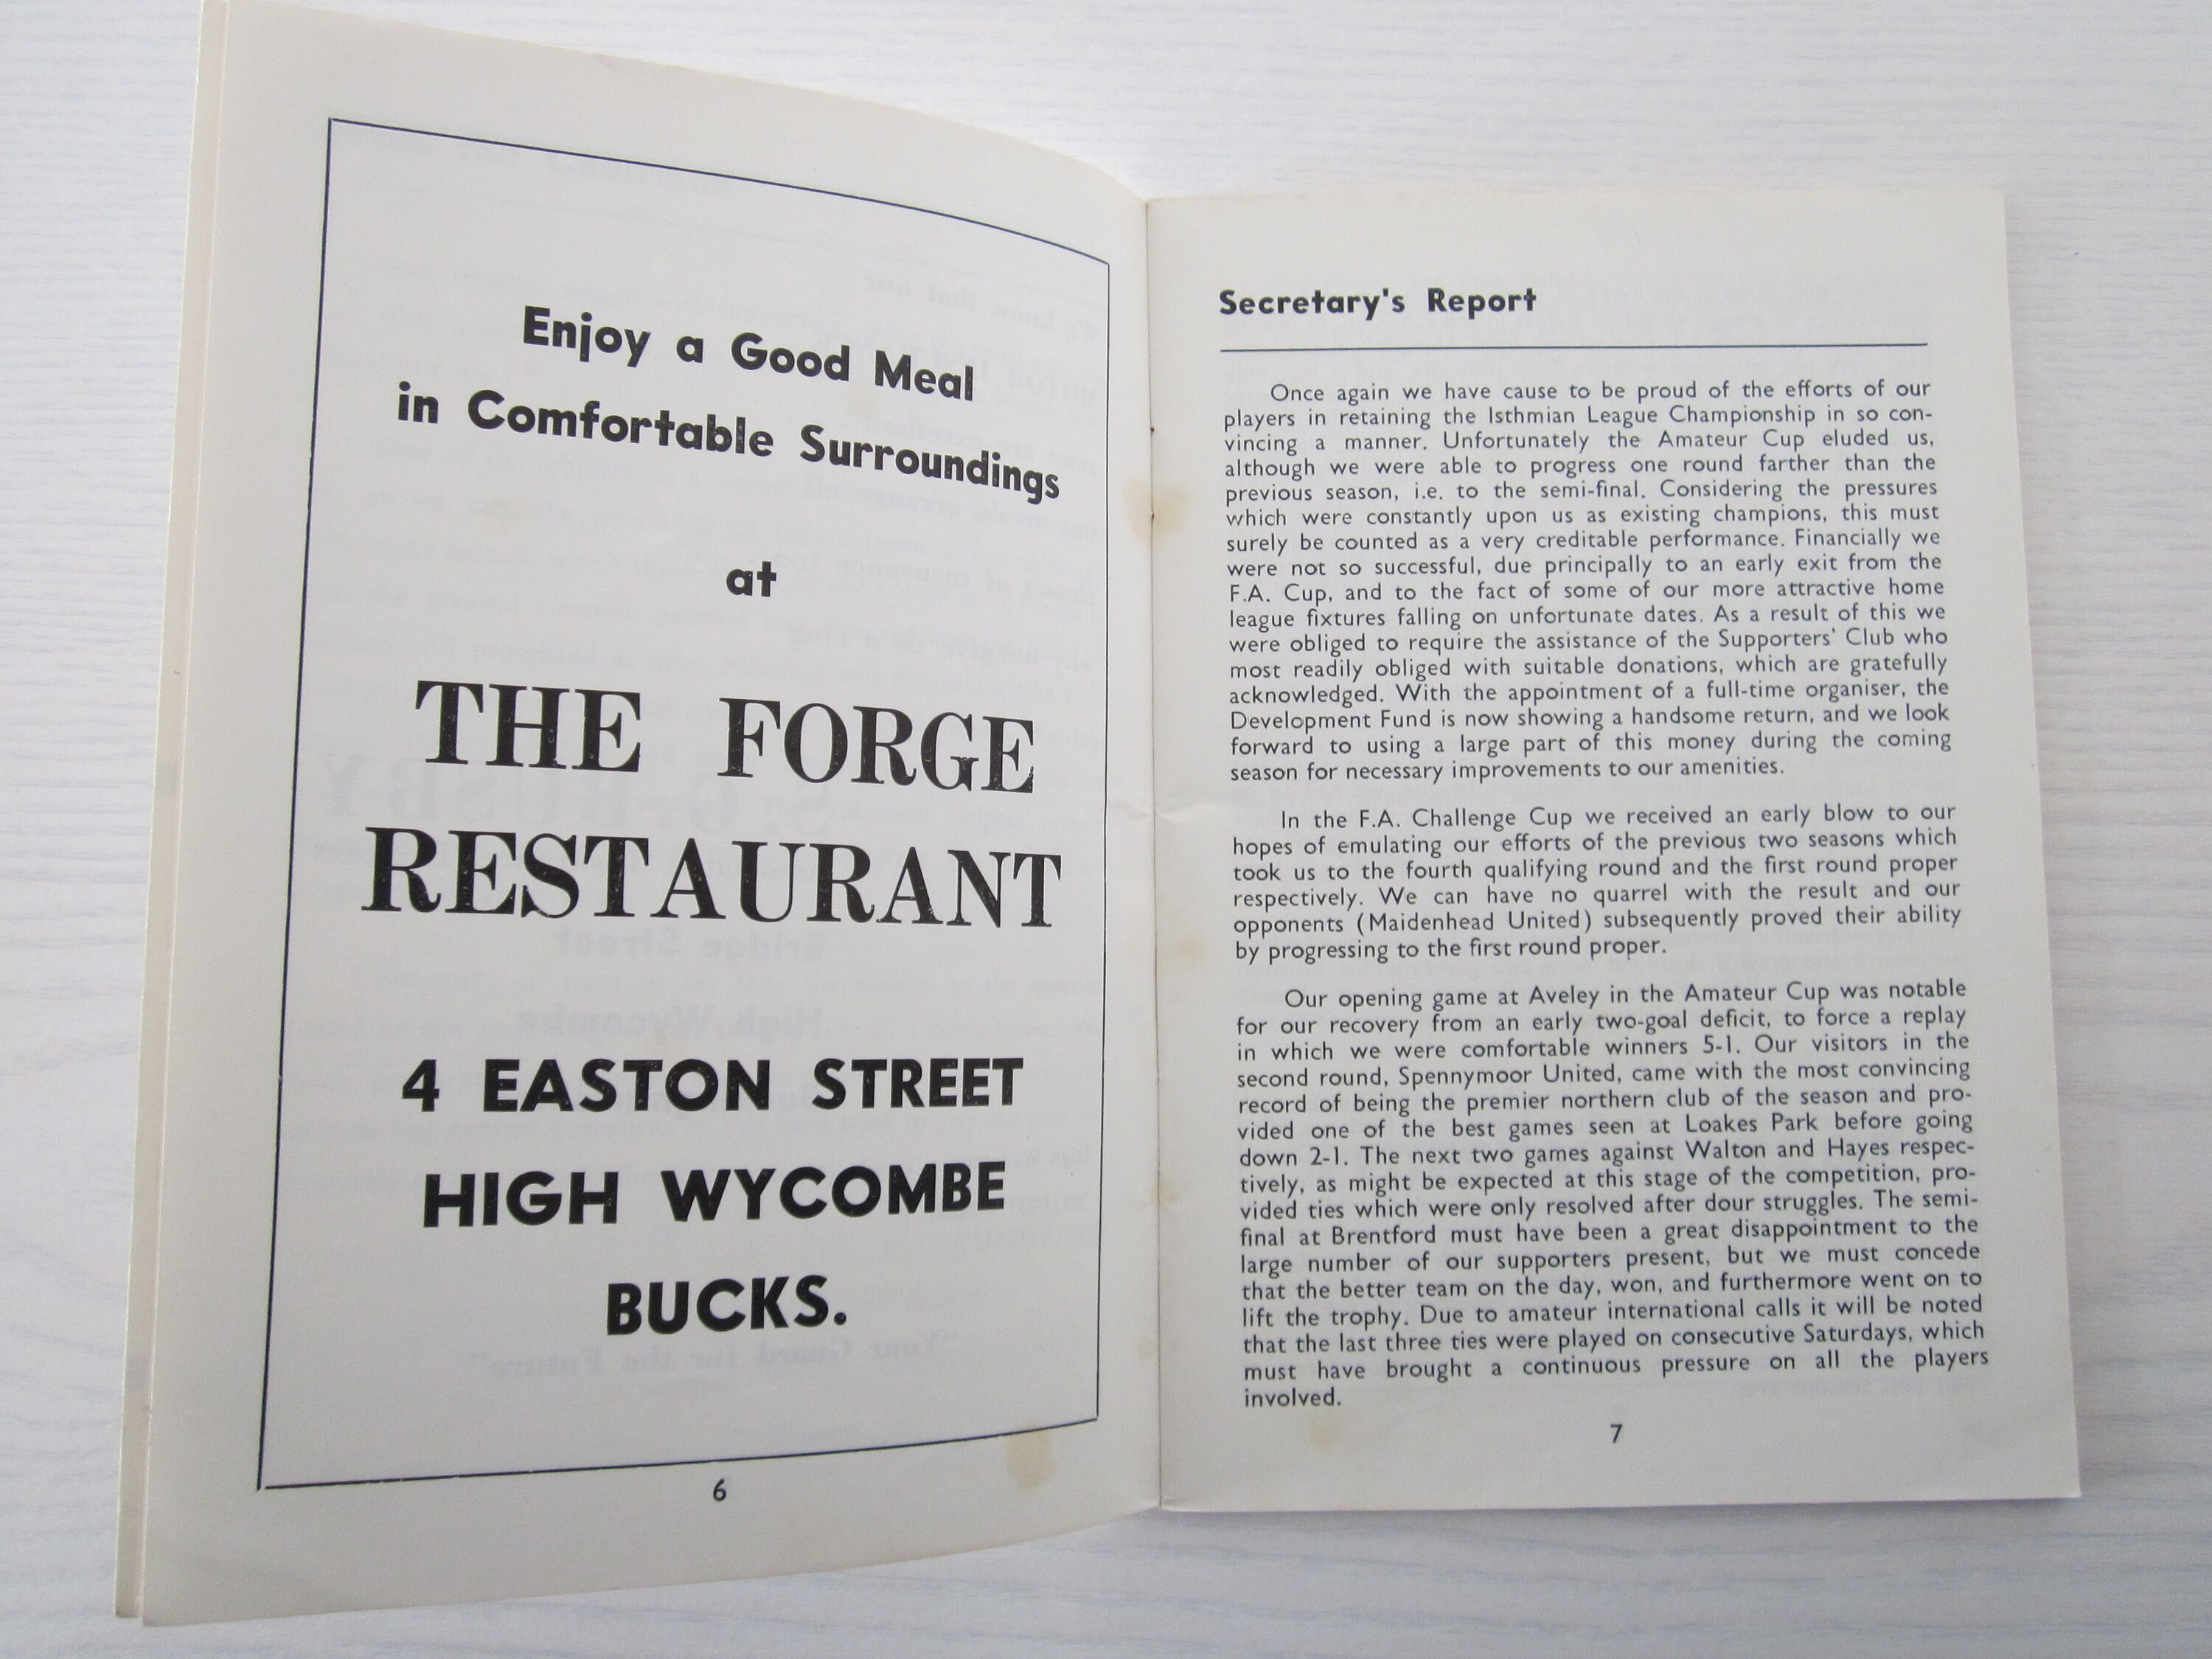 Enjoy a Good Meal
in Comfortable Surroundings
at
THE FORGE
RESTAURANT
4 EASTON STREET
HIGH WYCOMBE
BUCKS.
6
Secretary's Report
Once again we have cause to be proud of the efforts of our
players in retaining the Isthmian League Championship in so con-
vincing a manner. Unfortunately the Amateur Cup eluded us,
although we were able to progress one round farther than the
previous season, i.e. to the semi-final. Considering the pressures
which were constantly upon us as existing champions, this must
surely be counted as a very creditable performance. Financially we
were not so successful, due principally to an early exit from the
F.A. Cup, and to the fact of some of our more attractive home
league fixtures falling on unfortunate dates. As a result of this we
were obliged to require the assistance of the Supporters' Club who
most readily obliged with suitable donations, which are gratefully
acknowledged. With the appointment of a full-time organiser, the
Development Fund is now showing a handsome return, and we look
forward to using a large part of this money during the coming
season for necessary improvements to our amenities.
In the F.A. Challenge Cup we received an early blow to our
hopes of emulating our efforts of the previous two seasons which
took us to the fourth qualifying round and the first round proper
respectively. We can have no quarrel with the result and our
opponents (Maidenhead United) subsequently proved their ability
by progressing to the first round proper.
Our opening game at Aveley in the Amateur Cup was notable
for our recovery from an early two-goal deficit, to force a replay
in which we were comfortable winners 5-1. Our visitors in the
second round, Spennymoor United, came with the most convincing
record of being the premier northern club of the season and pro-
vided one of the best games seen at Loakes Park before going
down 2-1. The next two games against Walton and Hayes respec-
tively, as might be expected at this stage of the competition, pro-
vided ties which were only resolved after dour struggles. The semi-
final at Brentford must have been a great disappointment to the
large number of our supporters present, but we must concede
that the better team on the day, won, and furthermore went on to
lift the trophy. Due to amateur international calls it will be noted
that the last three ties were played on consecutive Saturdays, which
must have brought a continuous pressure on all the players
involved.
7